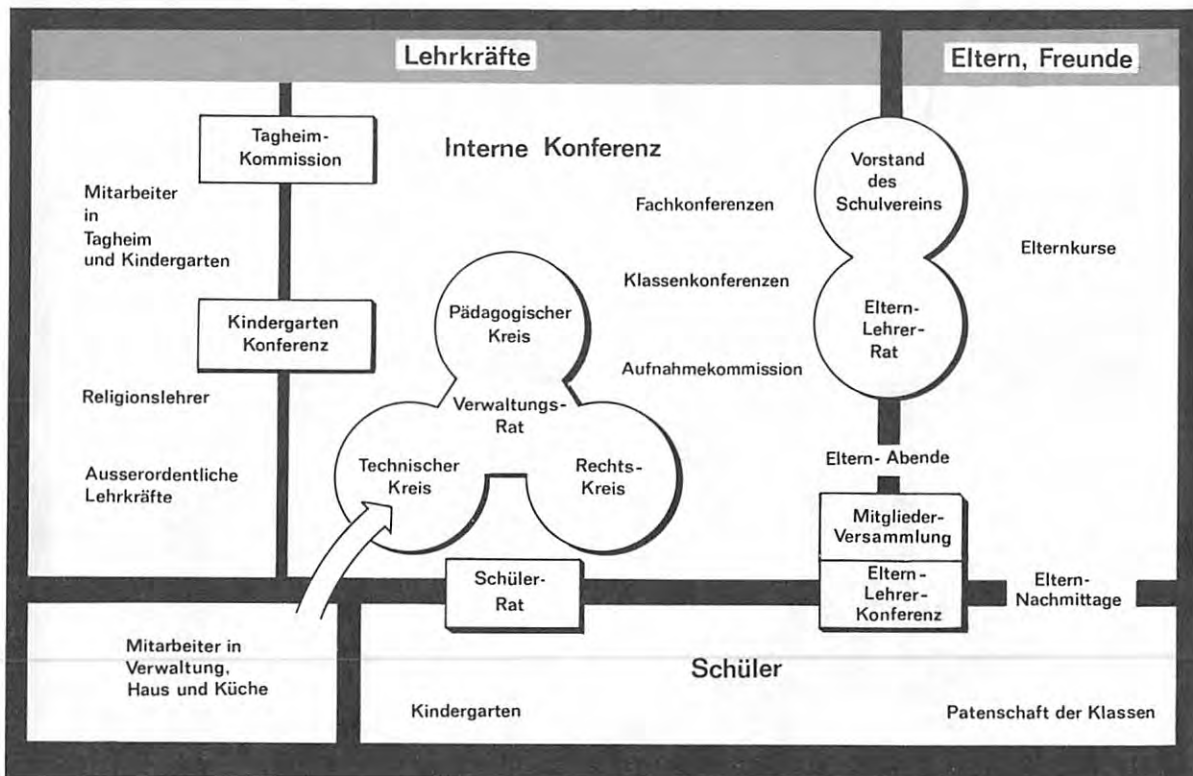 Lehrkräfte
Eltern, Freunde
Tagheim-
Kommission
Interne Konferenz
Vorstand
des
Schulvereins
Mitarbeiter
in
Tagheim
und Kindergarten
Fachkonferenzen
Elternkurse
Klassenkonferenzen
Kindergarten
Konferenz
Pädagogischer
Kreis
Eltern-
Lehrer-
Rat
Aufnahmekommission
Religionslehrer
Verwaltungs-
Rat
Ausserordentliche
Lehrkräfte
Technischer
Kreis
Rechts-
Kreis
Eltern-Abende
Mitglieder-
Versammlung
Schüler-
Rat
Eltern-
Lehrer-
Konferenz
Eltern-
Nachmittage
Mitarbeiter in
Verwaltung,
Haus und Küche
Schüler
Kindergarten
Patenschaft der Klassen